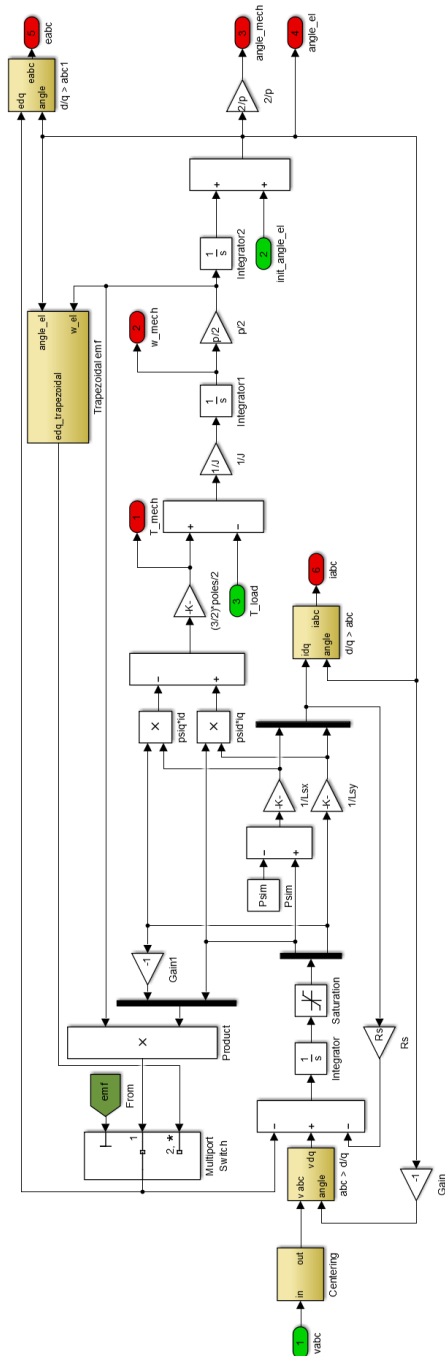 5
eabc
edq
eabc
angle
d/q > abc1
angle_el
w_el
edq_trapezoidal
Trapezoidal emf
emf
From
1
2, *
Multiport
Switch
×
Product
-1
Gain1
×
psiq*id
×
psid*iq
−
+
-K-
(3/2)*poles/2
1
T_mech
3
T_load
+
−
1/J
1/J
1
s
Integrator1
2
w_mech
p/2
p/2
1
s
Integrator2
2
init_angle_el
+
+
2/p
2/p
3
angle_mech
4
angle_el
1
vabc
in
out
Centering
v abc
v dq
angle
abc > d/q
−
+
−
1
s
Integrator
Saturation
Psim
Psim
−
+
-K-
1/Lsx
-K-
1/Lsy
idq
iabc
angle
d/q > abc
6
iabc
Rs
Rs
-1
Gain